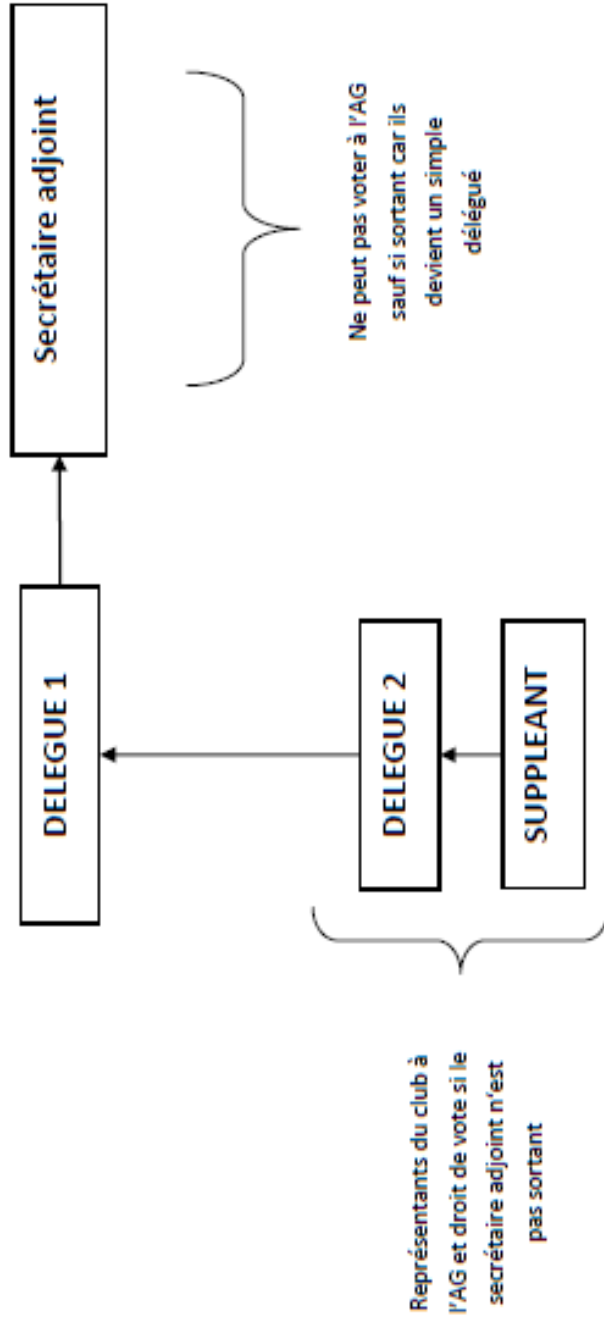 DELEGUE 1
Secrétaire adjoint
Ne peut pas voter à l'AG
sauf si sortant car ils
devient un simple
délégué
Représentants du club à
l'AG et droit de vote si le
secrétaire adjoint n'est
pas sortant
DELEGUE 2
SUPPLEANT